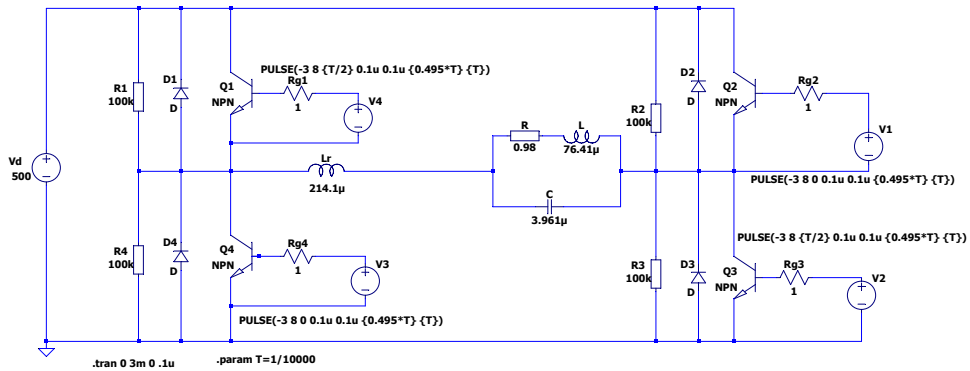 PULSE(-3 8 {T/2} 0.1u 0.1u {0.495*T} {T})
D1
D2
Q1
Rg1
Q2
Rg2
R1
100k
D
NPN
1
V4
R2
100k
D
NPN
1
V1
R
L
Vd
500
Lr
0.98
76.41µ
214.1µ
C
PULSE(-3 8 0 0.1u 0.1u {0.495*T} {T})
3.961µ
PULSE(-3 8 {T/2} 0.1u 0.1u {0.495*T} {T})
D4
Q4
Rg4
R4
100k
D
NPN
1
V3
D3
Q3
Rg3
R3
100k
D
NPN
1
V2
PULSE(-3 8 0 0.1u 0.1u {0.495*T} {T})
.tran 0 3m 0 .1u
.param T=1/10000